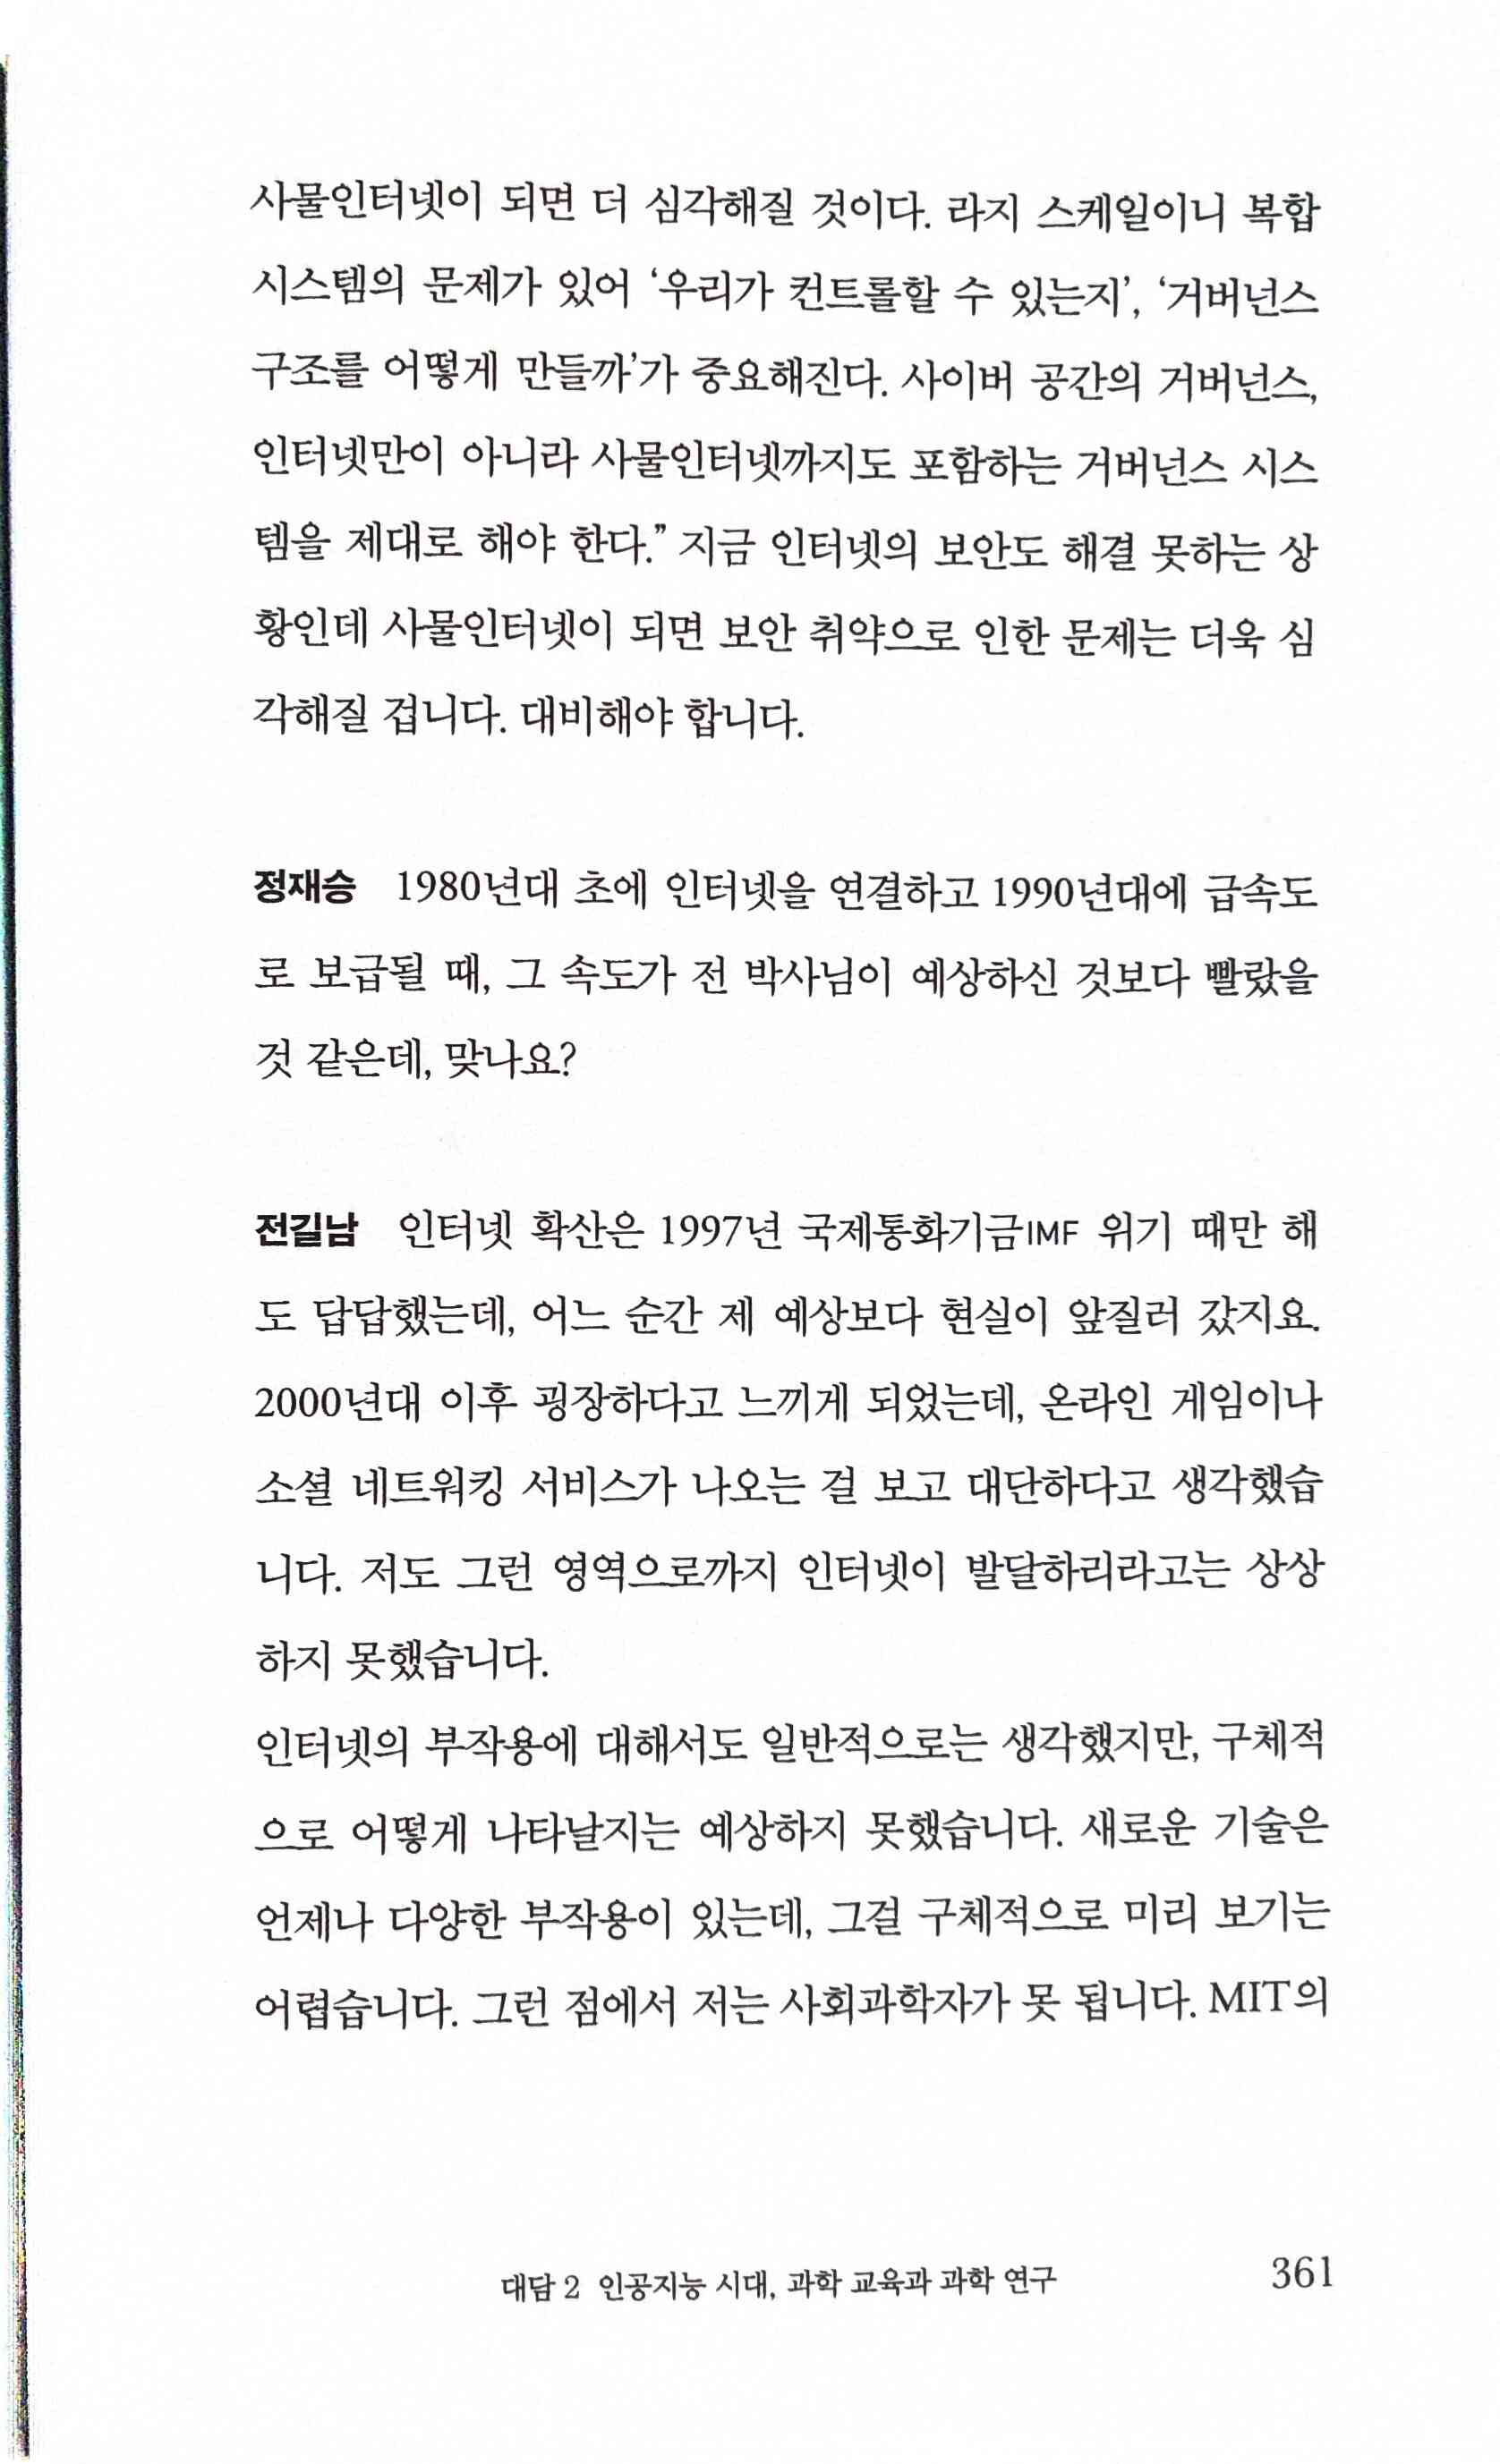 사물인터넷이 되면 더 심각해질 것이다. 라지 스케일이니 복합
시스템의 문제가 있어 ‘우리가 컨트롤할 수 있는지’, ‘거버넌스
구조를 어떻게 만들까’가 중요해진다. 사이버 공간의 거버넌스,
인터넷만이 아니라 사물인터넷까지도 포함하는 거버넌스 시스
템을 제대로 해야 한다.” 지금 인터넷의 보안도 해결 못하는 상
황인데 사물인터넷이 되면 보안 취약으로 인한 문제는 더욱 심
각해질 겁니다. 대비해야 합니다.
정재승 1980년대 초에 인터넷을 연결하고 1990년대에 급속도
로 보급될 때, 그 속도가 전 박사님이 예상하신 것보다 빨랐을
것 같은데, 맞나요?
전길남 인터넷 확산은 1997년 국제통화기금IMF 위기 때만 해
도 답답했는데, 어느 순간 제 예상보다 현실이 앞질러 갔지요.
2000년대 이후 굉장하다고 느끼게 되었는데, 온라인 게임이나
소셜 네트워킹 서비스가 나오는 걸 보고 대단하다고 생각했습
니다. 저도 그런 영역으로까지 인터넷이 발달하리라고는 상상
하지 못했습니다.
인터넷의 부작용에 대해서도 일반적으로는 생각했지만, 구체적
으로 어떻게 나타날지는 예상하지 못했습니다. 새로운 기술은
언제나 다양한 부작용이 있는데, 그걸 구체적으로 미리 보기는
어렵습니다. 그런 점에서 저는 사회과학자가 못 됩니다. MIT의
대담 2 인공지능 시대, 과학 교육과 과학 연구 361